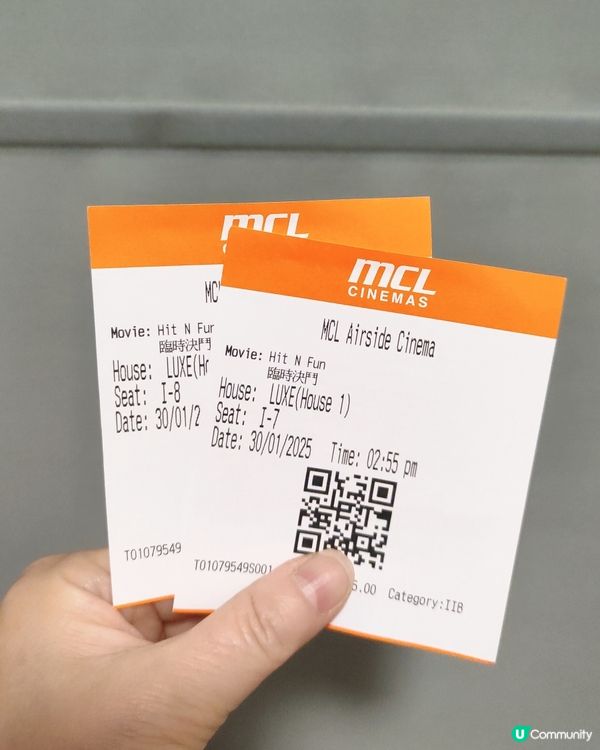 MCL
MC
Movie: Hit N Fun
臨時決鬥
House: LUXE(H
Seat: I-8
Date: 30/01/2
T01079549
MCL
CINEMAS
MCL Airside Cinema
Movie: Hit N Fun
臨時決鬥
House: LUXE(House 1)
Seat: I-7
Date: 30/01/2025 Time: 02:55 pm
T01079549S001
5.00 Category:IIB
U Community